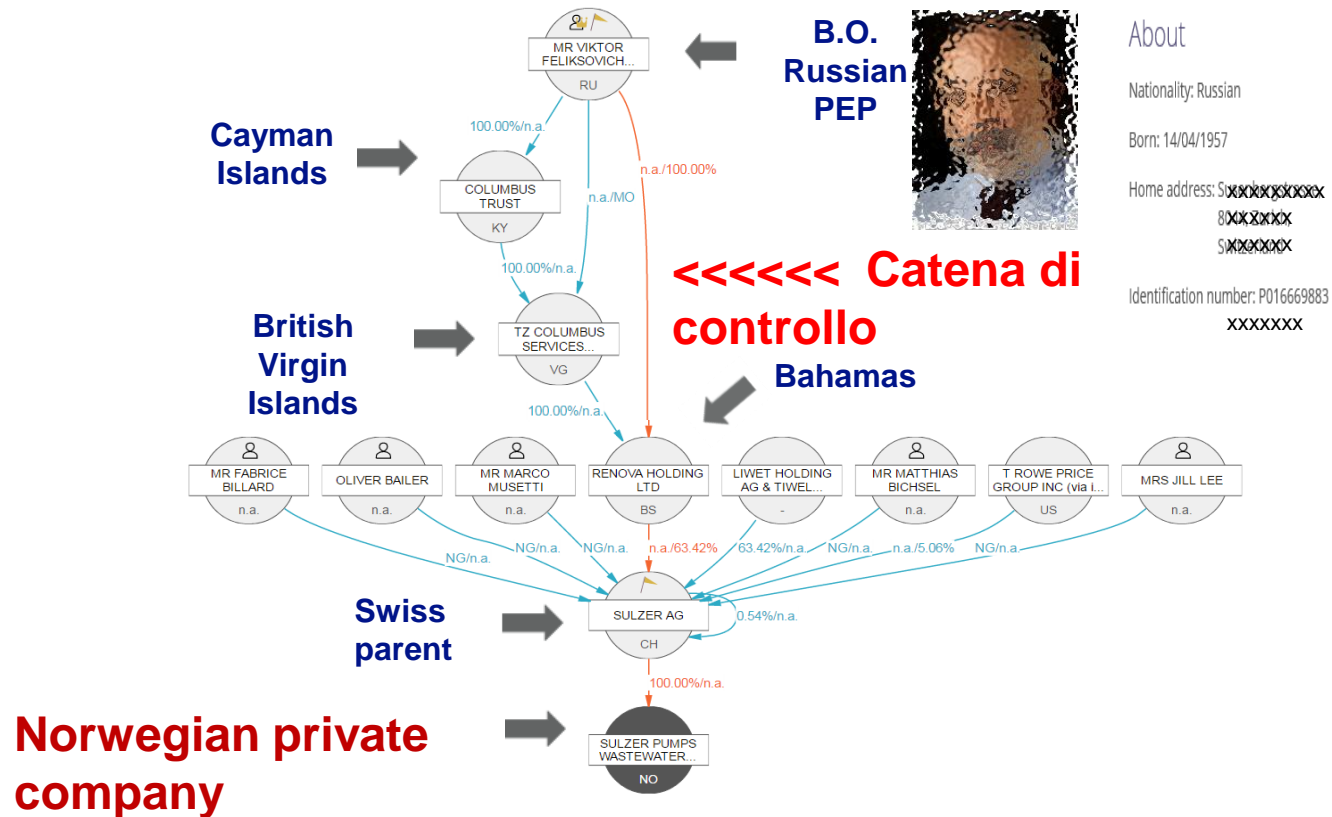 MR VIKTOR
FELIKSOVICH...
RU
B.O.
Russian
PEP
About
Nationality: Russian
Born: 14/04/1957
Home address:
Identification number: P016669883
xxxxxxx
Cayman
Islands
100.00%/n.a.
n.a./100.00%
n.a./MO
COLUMBUS
TRUST
KY
100.00%/n.a.
<<<<<< Catena di
controllo
British
Virgin
Islands
TZ COLUMBUS
SERVICES...
VG
Bahamas
100.00%/n.a.
MR FABRICE
BILLARD
n.a.
OLIVER BAILER
n.a.
MR MARCO
MUSETTI
n.a.
RENOVA HOLDING
LTD
BS
LIWET HOLDING
AG & TIWEL...
-
MR MATTHIAS
BICHSEL
n.a.
T ROWE PRICE
GROUP INC (via i...
US
MRS JILL LEE
n.a.
NG/n.a.
NG/n.a.
NG/n.a.
n.a./63.42%
63.42%/n.a.
NG/n.a.
n.a./5.06%
NG/n.a.
Swiss
parent
SULZER AG
CH
0.54%/n.a.
100.00%/n.a.
Norwegian private
company
SULZER PUMPS
WASTEWATER...
NO